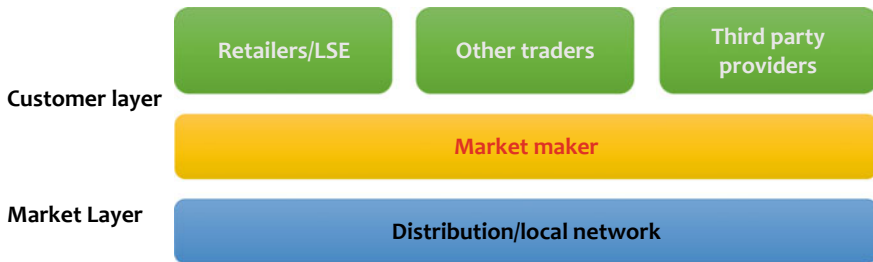 Retailers/LSE
Other traders
Third party
providers
Customer layer
Market maker
Market Layer
Distribution/local network